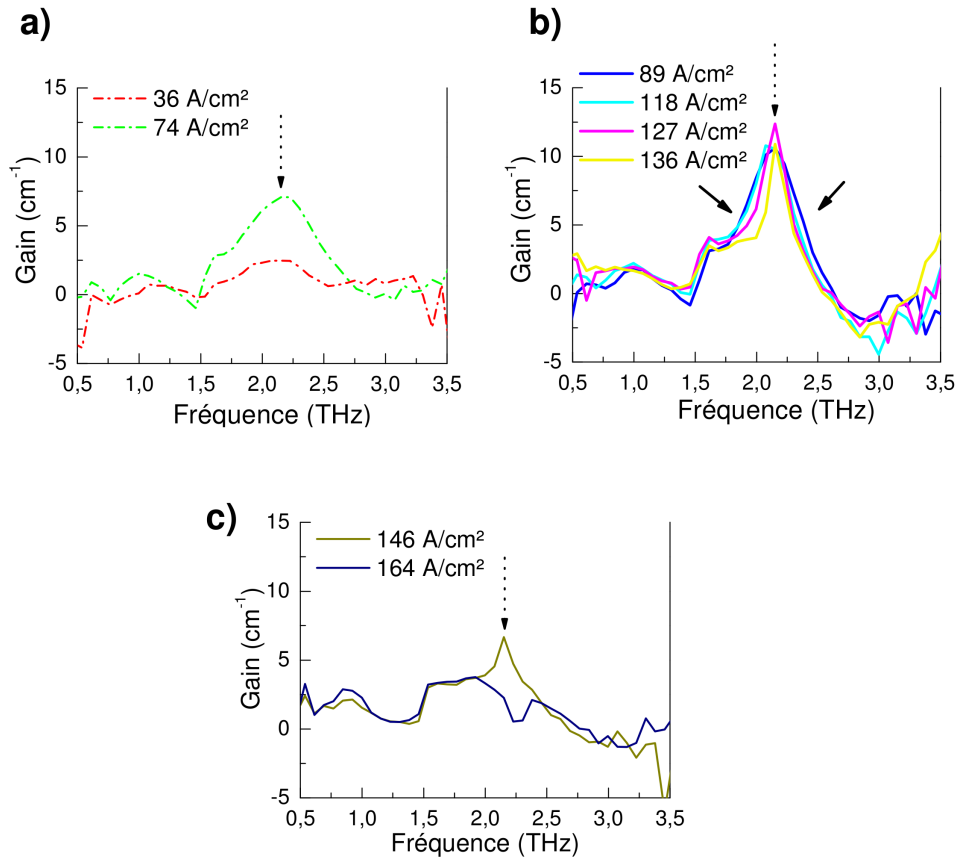 a)
36 A/cm²
74 A/cm²
15
10
5
0
-5
Gain (cm⁻¹)
0,5 1,0 1,5 2,0 2,5 3,0 3,5
Fréquence (THz)
b)
89 A/cm²
118 A/cm²
127 A/cm²
136 A/cm²
15
10
5
0
-5
Gain (cm⁻¹)
0,5 1,0 1,5 2,0 2,5 3,0 3,5
Fréquence (THz)
c)
146 A/cm²
164 A/cm²
15
10
5
0
-5
Gain (cm⁻¹)
0,5 1,0 1,5 2,0 2,5 3,0 3,5
Fréquence (THz)